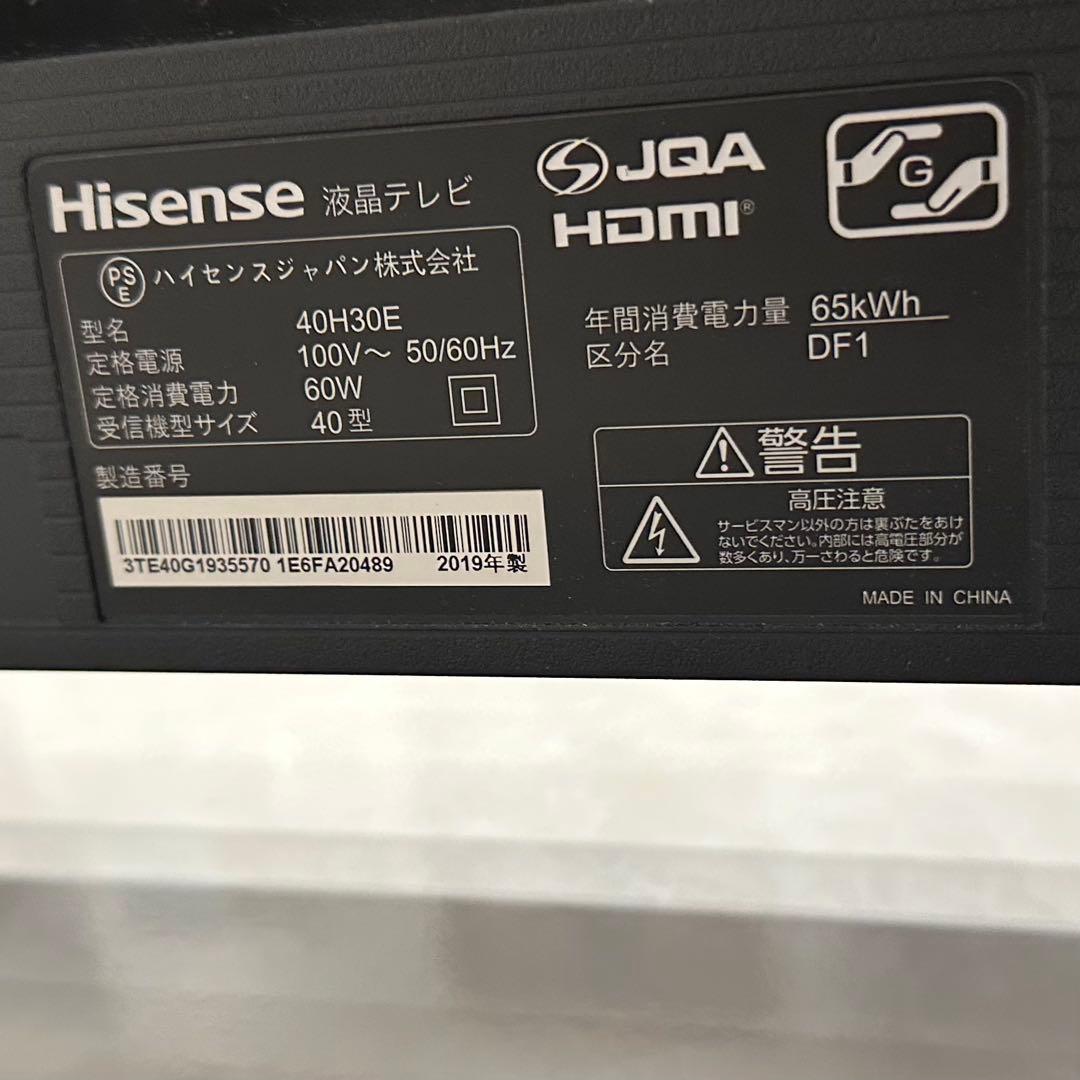 Hisense 液晶テレビ
JQA
HDMI®
G
PS
E
ハイセンスジャパン株式会社
型名 40H30E
定格電源 100V～ 50/60Hz
定格消費電力 60W
受信機型サイズ 40型
年間消費電力量 65kWh
区分名 DF1
製造番号
3TE40G1935570 1E6FA20489 2019年製
警告
高圧注意
サービスマン以外の方は裏ぶたをあけ
ないでください。内部には高電圧部分が
数多くあり、万一さわると危険です。
MADE IN CHINA